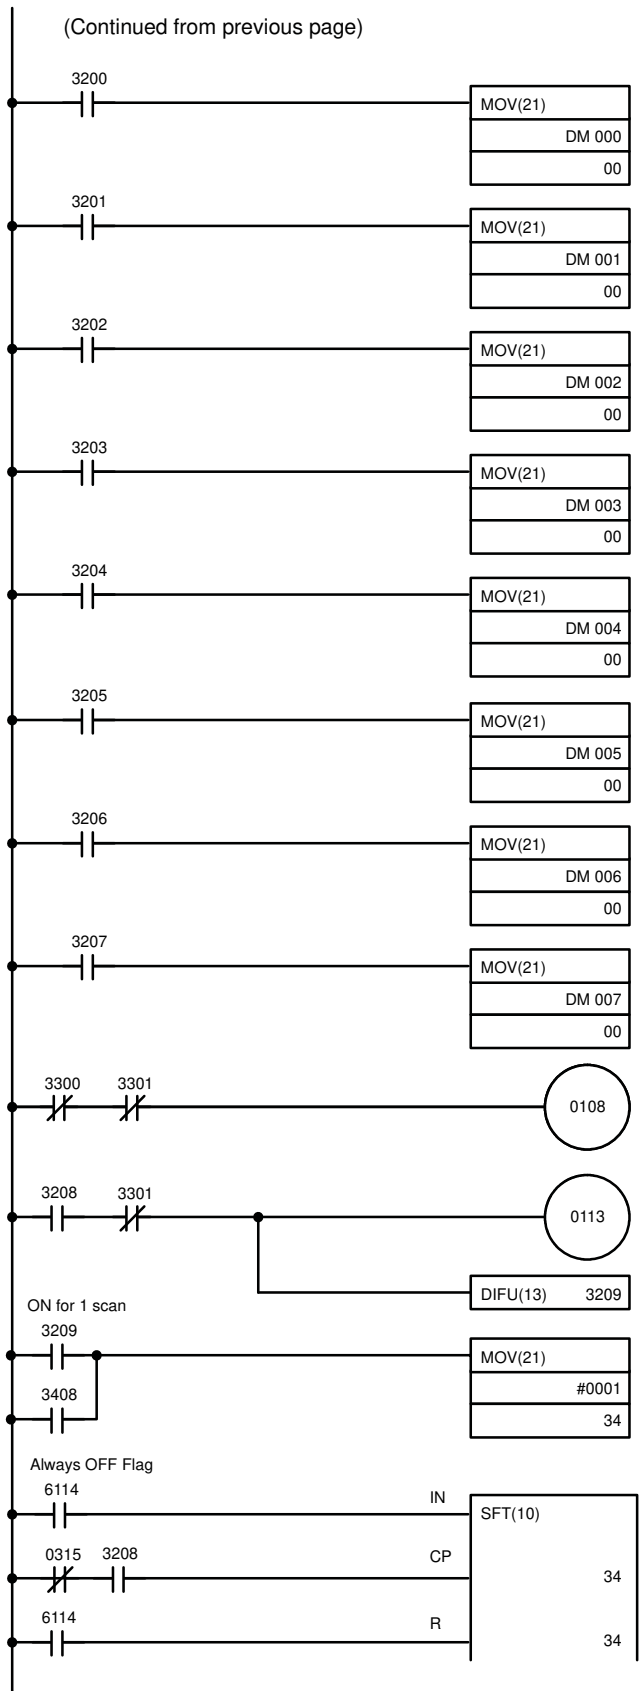 (Continued from previous page)
3200
MOV(21)
DM 000
00
3201
MOV(21)
DM 001
00
3202
MOV(21)
DM 002
00
3203
MOV(21)
DM 003
00
3204
MOV(21)
DM 004
00
3205
MOV(21)
DM 005
00
3206
MOV(21)
DM 006
00
3207
MOV(21)
DM 007
00
3300 3301
0108
3208 3301
0113
DIFU(13) 3209
ON for 1 scan
3209
MOV(21)
#0001
3408
34
Always OFF Flag
6114
IN
SFT(10)
0315 3208
CP
34
6114
R
34